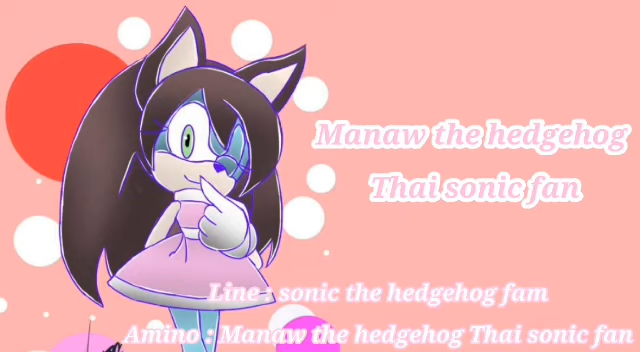 Manaw the hedgehog
Thai sonic fan
Line : sonic the hedgehog fam
Amino : Manaw the hedgehog Thai sonic fan